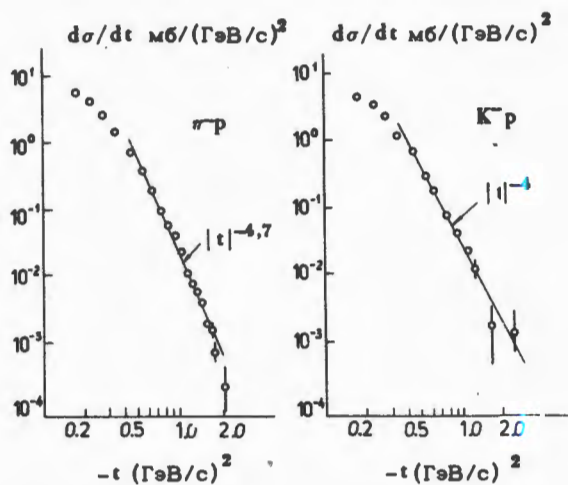 dσ/dt мб/(ГэВ/с)²
10¹
10⁰
10⁻¹
10⁻²
10⁻³
10⁻⁴
π⁻p
|t|⁻⁴,⁷
0.2 0.5 1.0 2.0
-t (ГэВ/с)²
dσ/dt мб/(ГэВ/с)²
10¹
10⁰
10⁻¹
10⁻²
10⁻³
10⁻⁴
K⁻p
|t|⁻⁴
0.2 0.5 1.0 2.0
-t (ГэВ/с)²